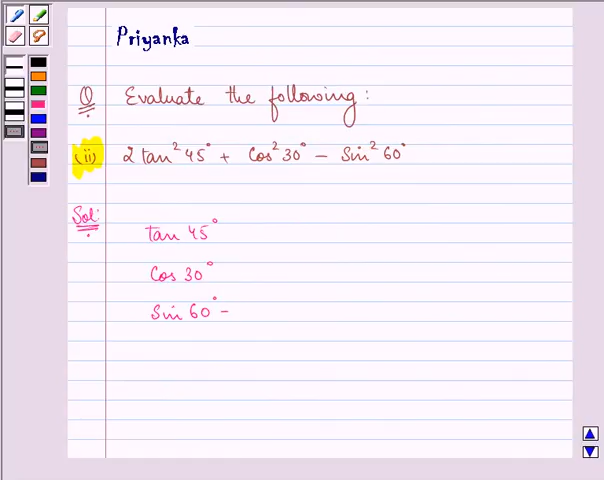 Priyanka
Q Evaluate the following:
(ii) 2 tan² 45° + Cos² 30° − Sin² 60°
Sol:
tan 45°
Cos 30°
Sin 60° −